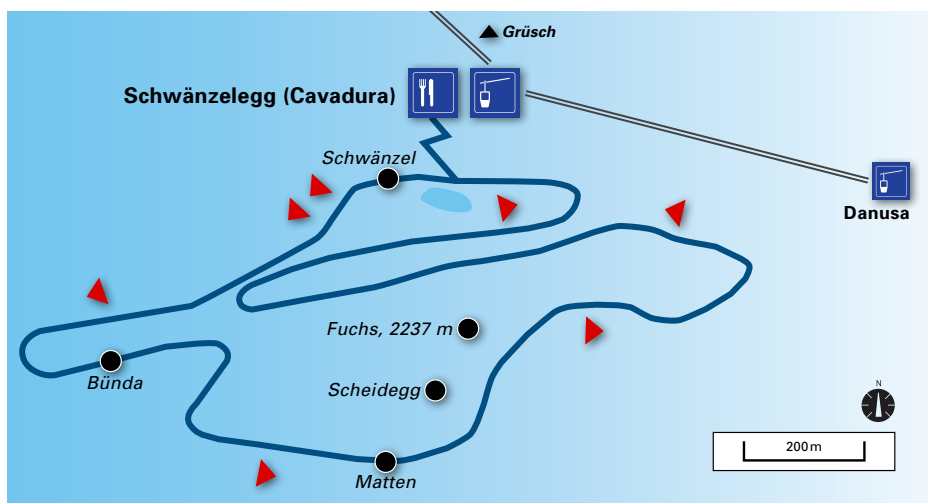 Grüsch
Schwänzelegg (Cavadura)
Schwänzel
Danusa
Fuchs, 2237 m
Bünda
Scheidegg
N
200 m
Matten